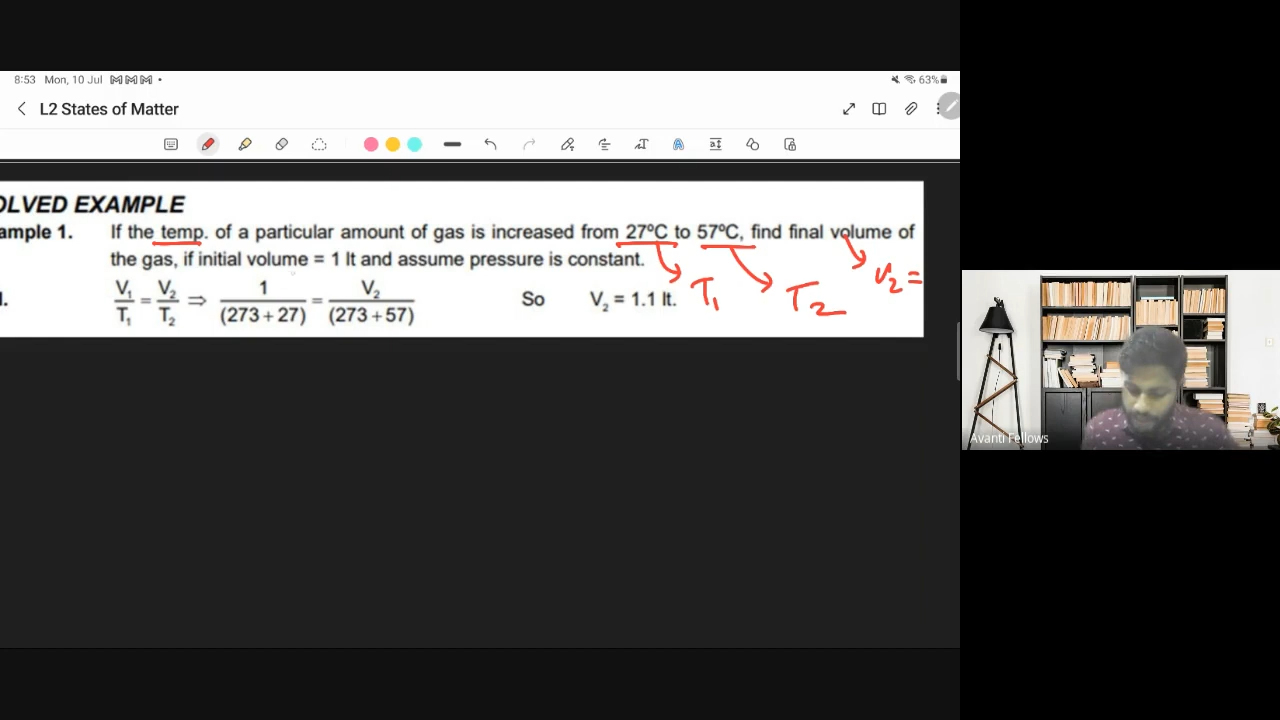 8:53 Mon, 10 Jul
63%
L2 States of Matter
OLVED EXAMPLE
ample 1. If the temp. of a particular amount of gas is increased from 27ºC to 57ºC, find final volume of
the gas, if initial volume = 1 lt and assume pressure is constant.
V₁/T₁ = V₂/T₂ ⇒ 1/(273+27) = V₂/(273+57) So V₂ = 1.1 lt.
T₁ T₂ V₂ =
Avanti Fellows